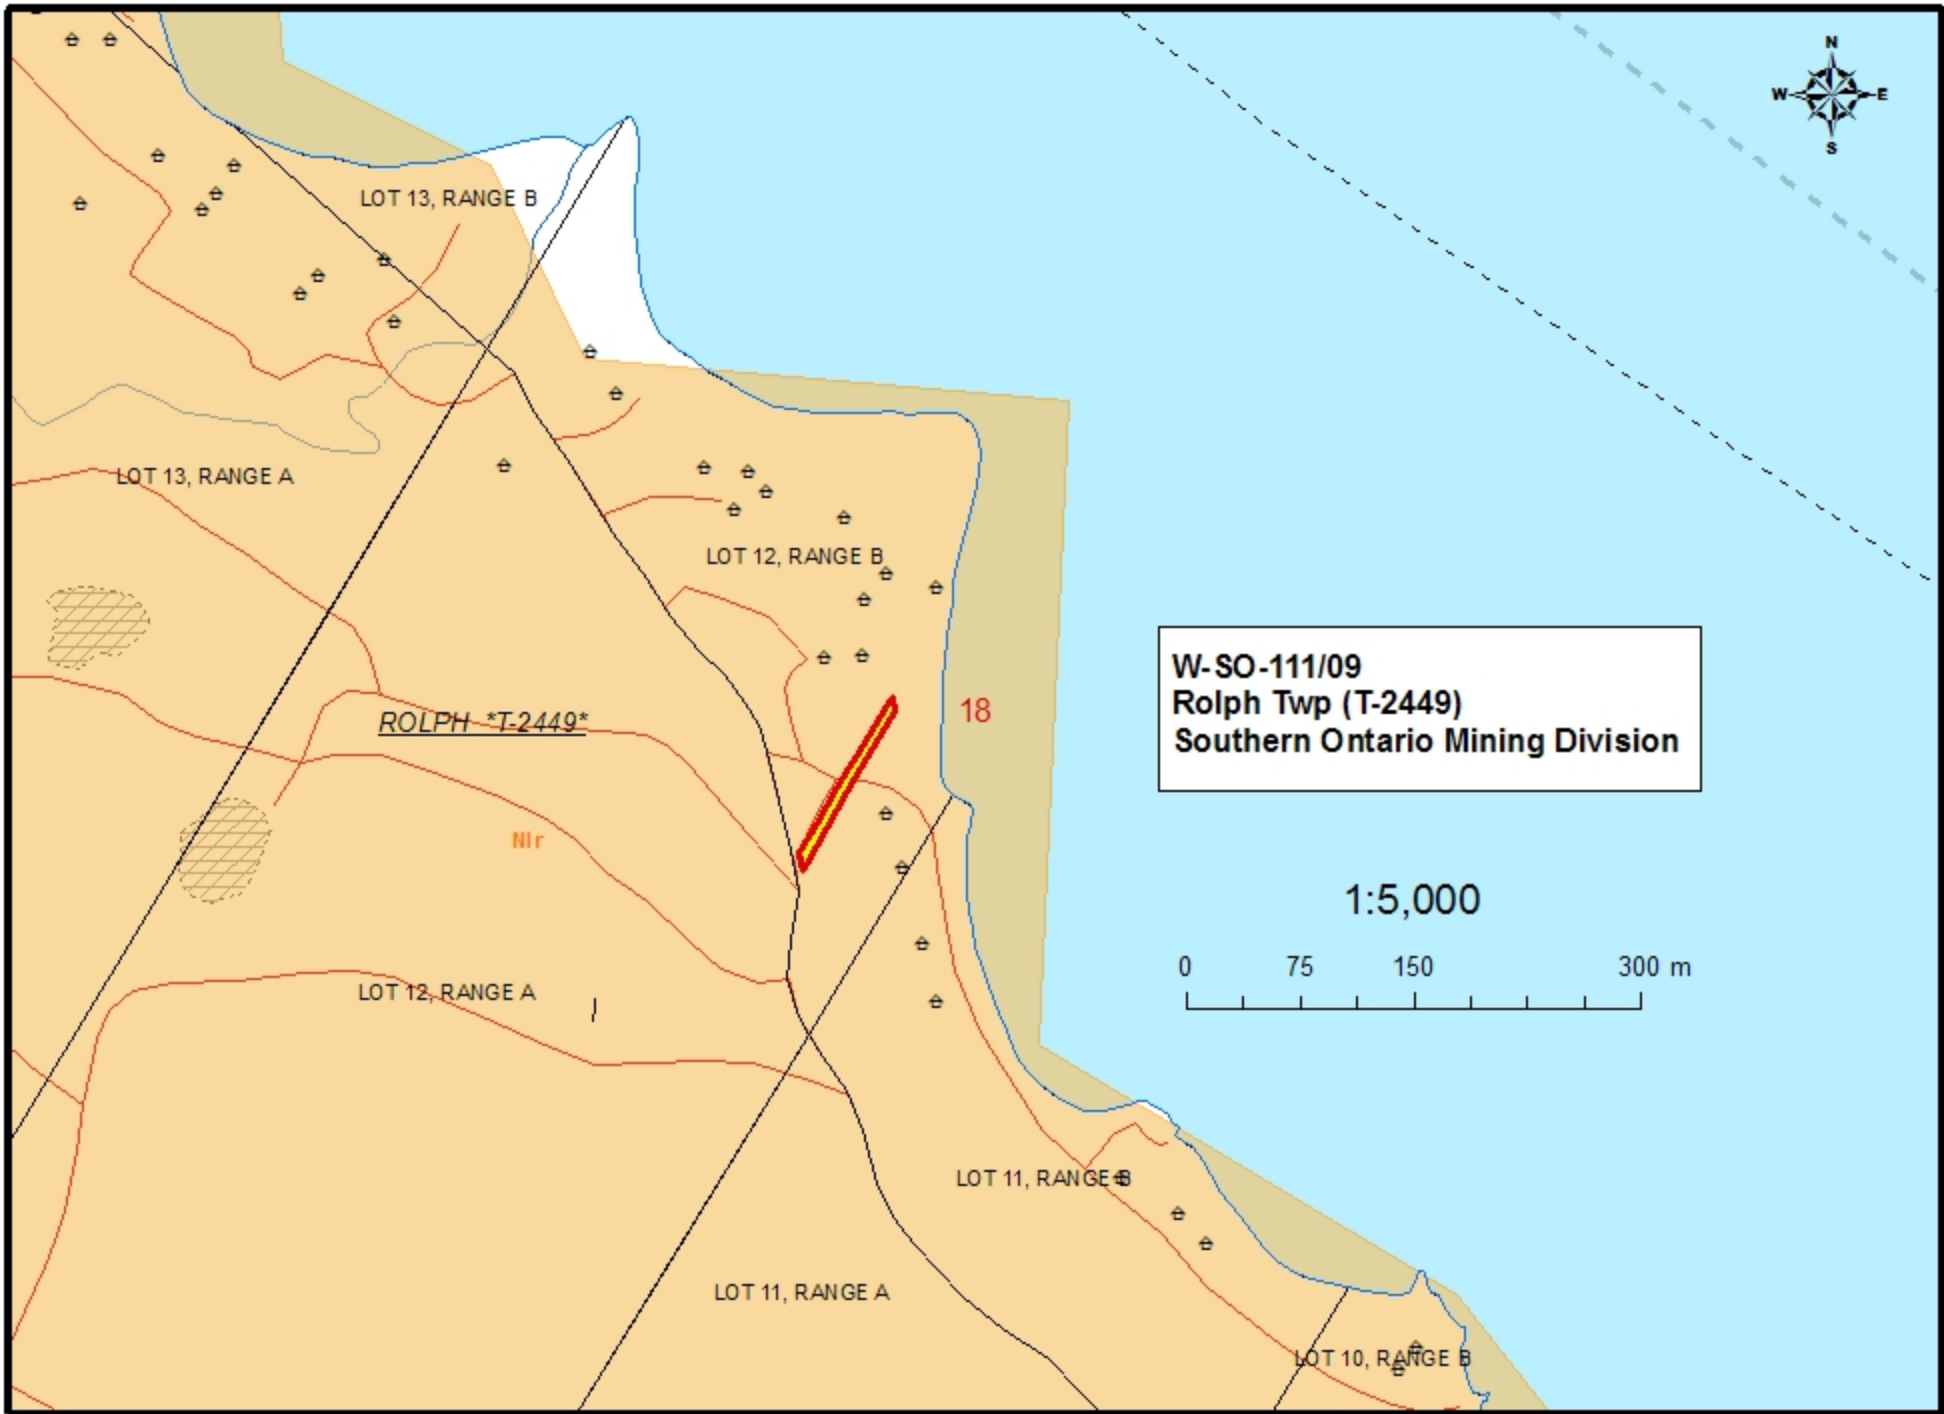 N
W E
S
LOT 13, RANGE B
LOT 13, RANGE A
LOT 12, RANGE B
W-SO-111/09
Rolph Twp (T-2449)
Southern Ontario Mining Division
18
ROLPH *T-2449*
NIr
1:5,000
0 75 150 300 m
LOT 12, RANGE A
LOT 11, RANGE B
LOT 11, RANGE A
LOT 10, RANGE B